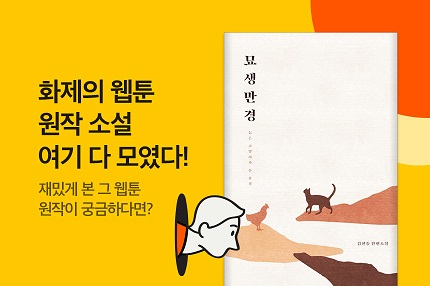 화제의 웹툰
원작 소설
여기 다 모였다!
재밌게 본 그 웹툰
원작이 궁금하다면?
묘생만경